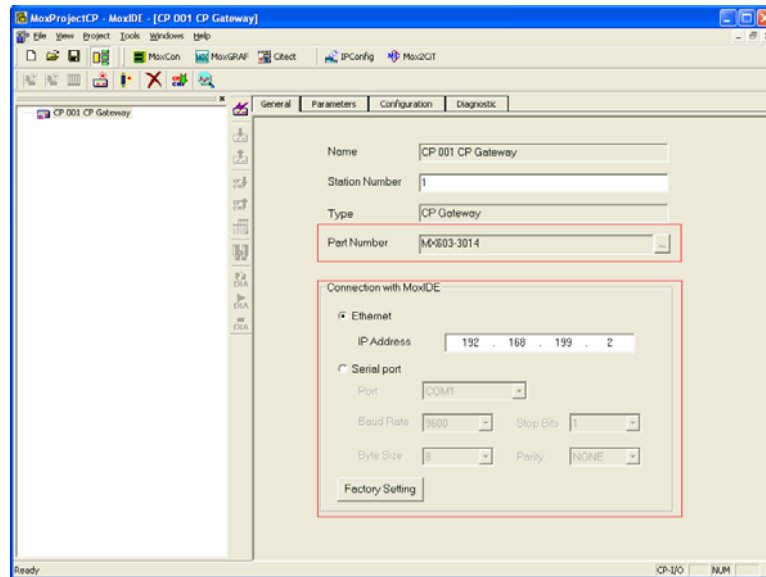 MoxProjectCP - MoxIDE - [CP 001 CP Gateway]
File View Project Tools Windows Help
MoxCon MoxGRAF Citect IPConfig Mox2CIT
CP 001 CP Gateway
General Parameters Configuration Diagnostic
Name CP 001 CP Gateway
Station Number 1
Type CP Gateway
Part Number MX603-3014 ...
Connection with MoxIDE
Ethernet
IP Address 192 . 168 . 199 . 2
Serial port
Port COM1
Baud Rate 9600 Stop Bits 1
Byte Size 8 Parity NONE
Factory Setting
DIA
DIA
DIA
Ready CP-I/O NUM